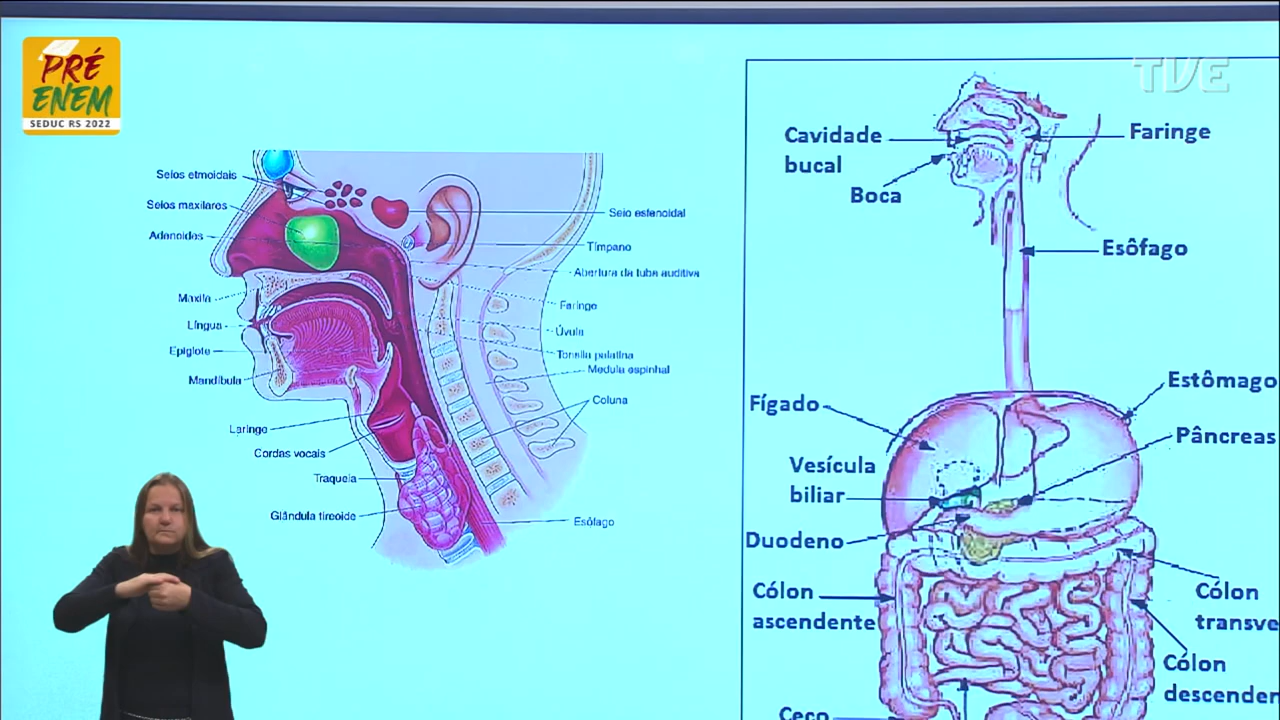 PRÉ
ENEM
SEDUC RS 2022
TVE
Seios etmoidais
Seios maxilares
Adenoides
Maxila
Língua
Epiglote
Mandíbula
Laringe
Cordas vocais
Traqueia
Glândula tireoide
Seio esfenoidal
Tímpano
Abertura da tuba auditiva
Faringe
Úvula
Tonsila palatina
Medula espinhal
Coluna
Esôfago
Cavidade
bucal
Boca
Faringe
Esôfago
Fígado
Estômago
Pâncreas
Vesícula
biliar
Duodeno
Cólon
ascendente
Cólon
transve
Cólon
descenden
Ceco